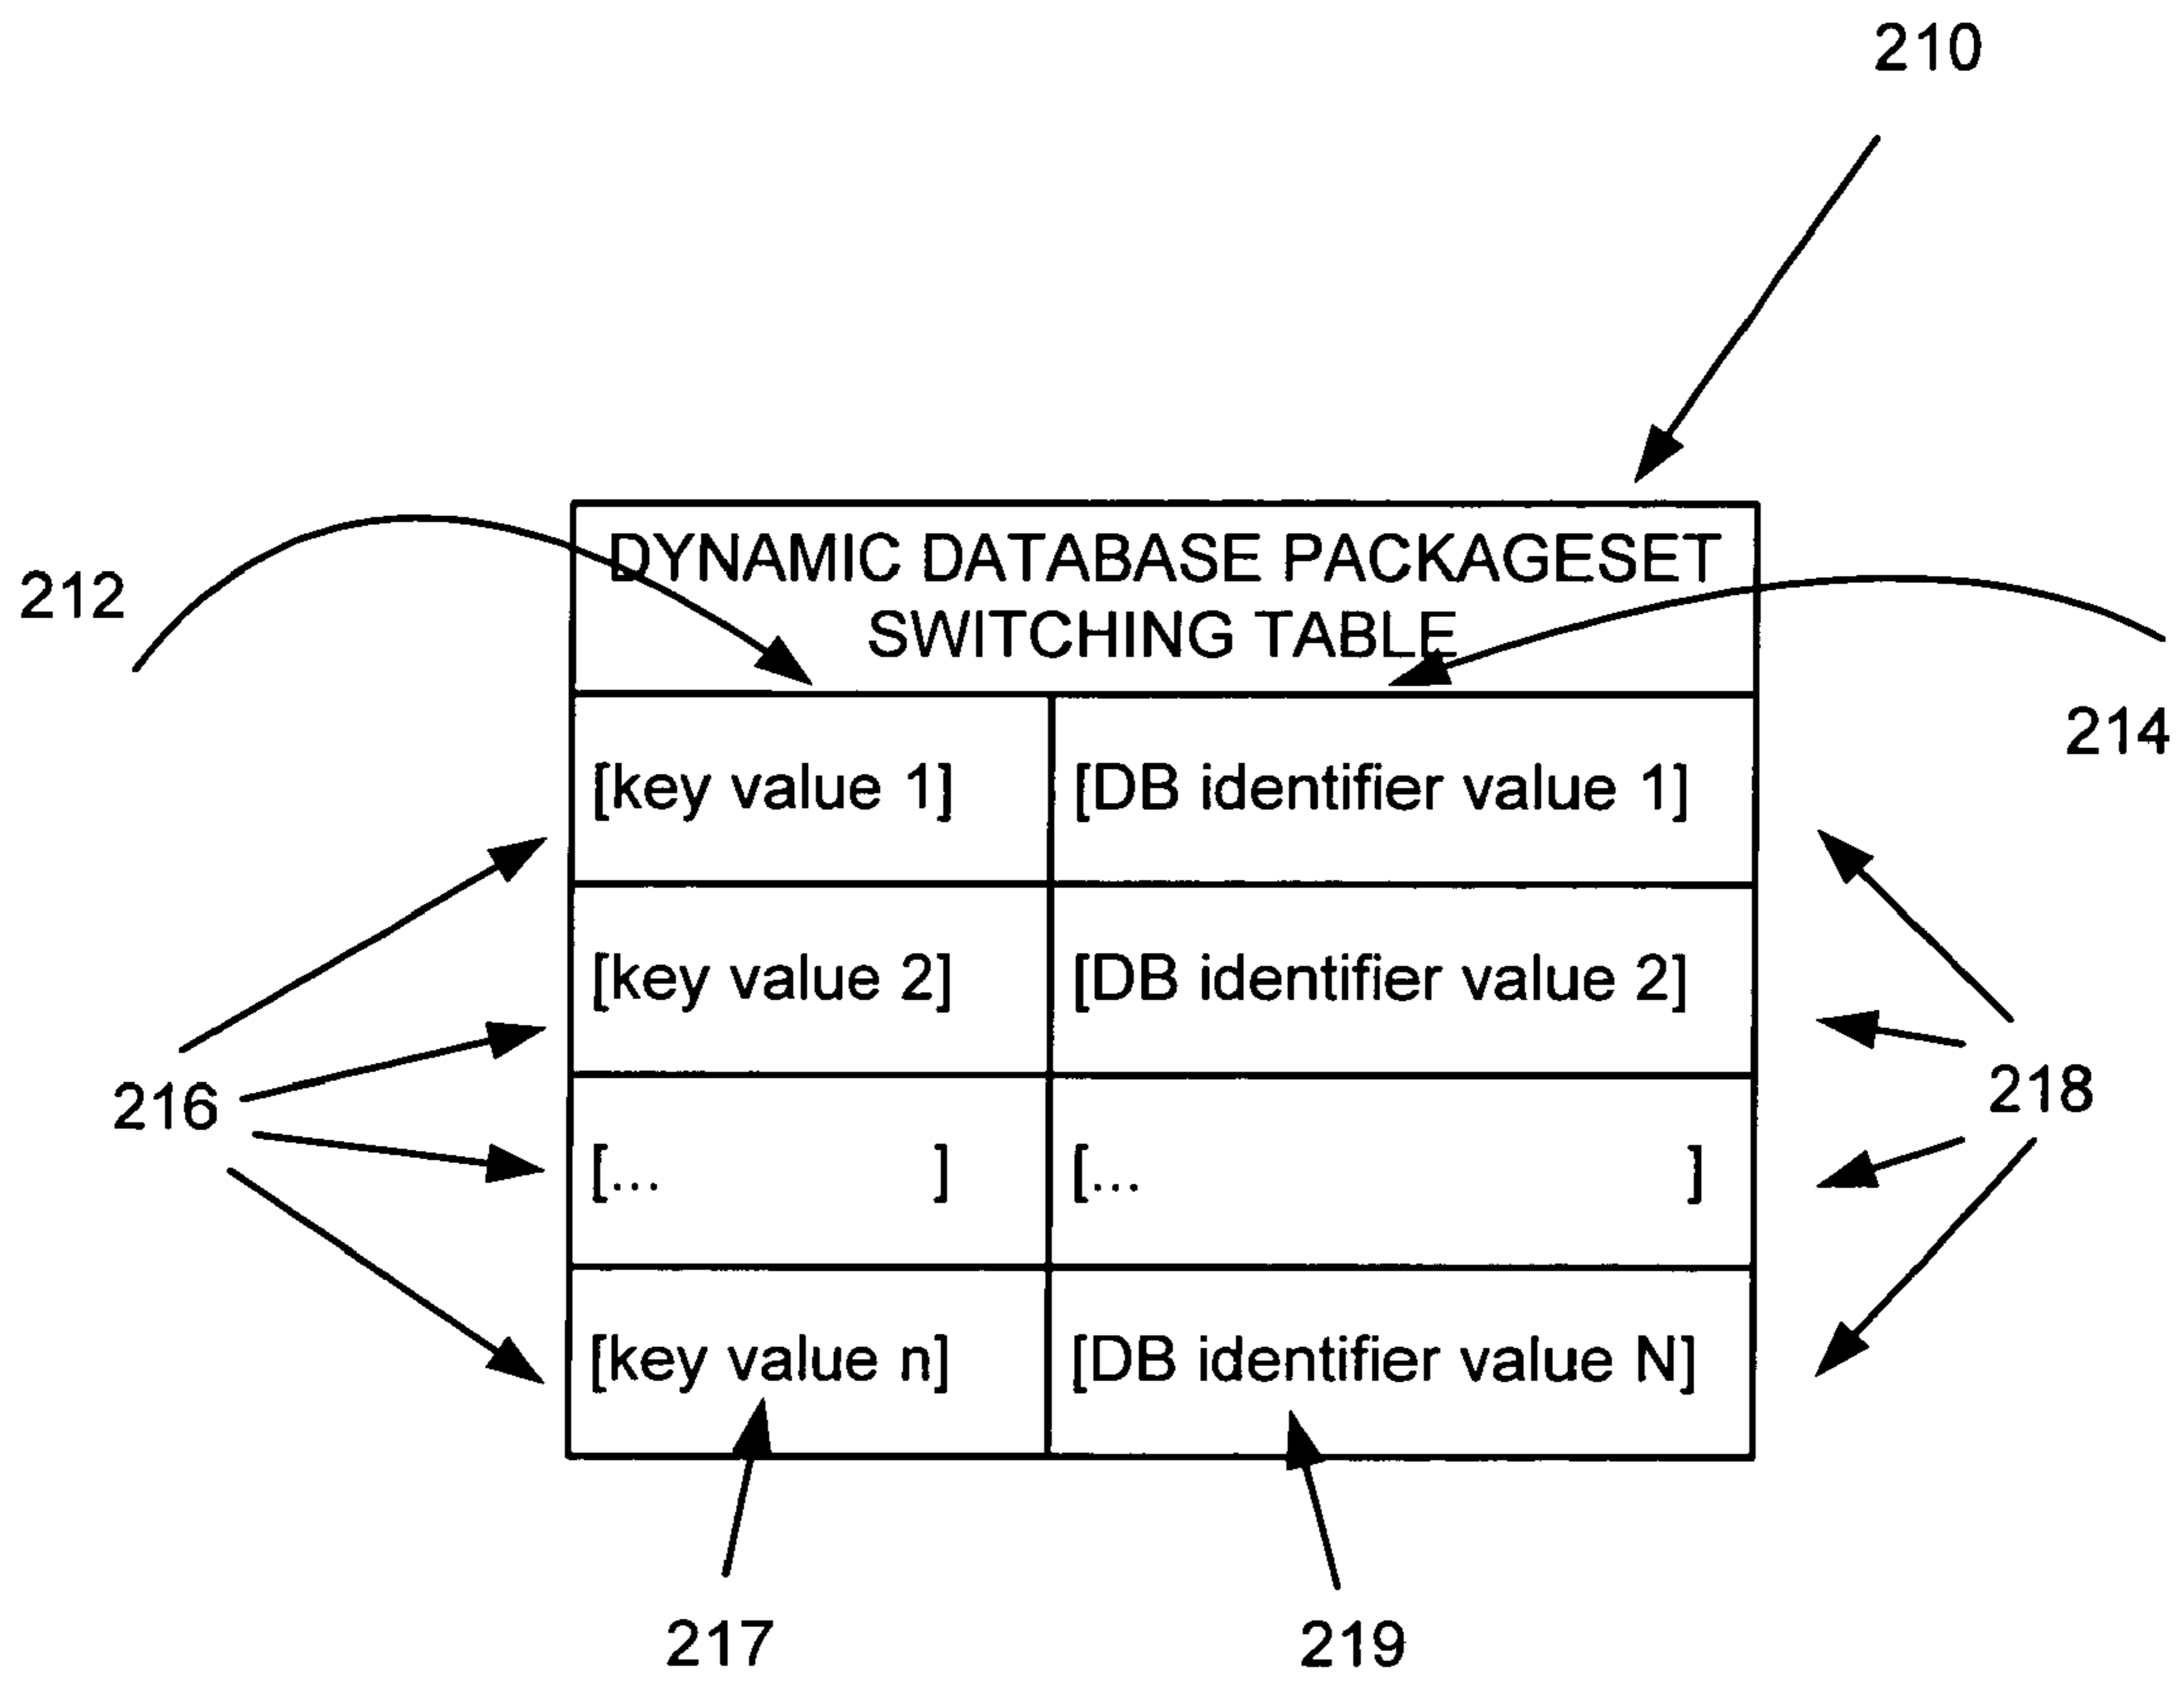 210
DYNAMIC DATABASE PACKAGESET
SWITCHING TABLE
212
214
[key value 1] [DB identifier value 1]
[key value 2] [DB identifier value 2]
216
218
[... ] [... ]
[key value n] [DB identifier value N]
217
219